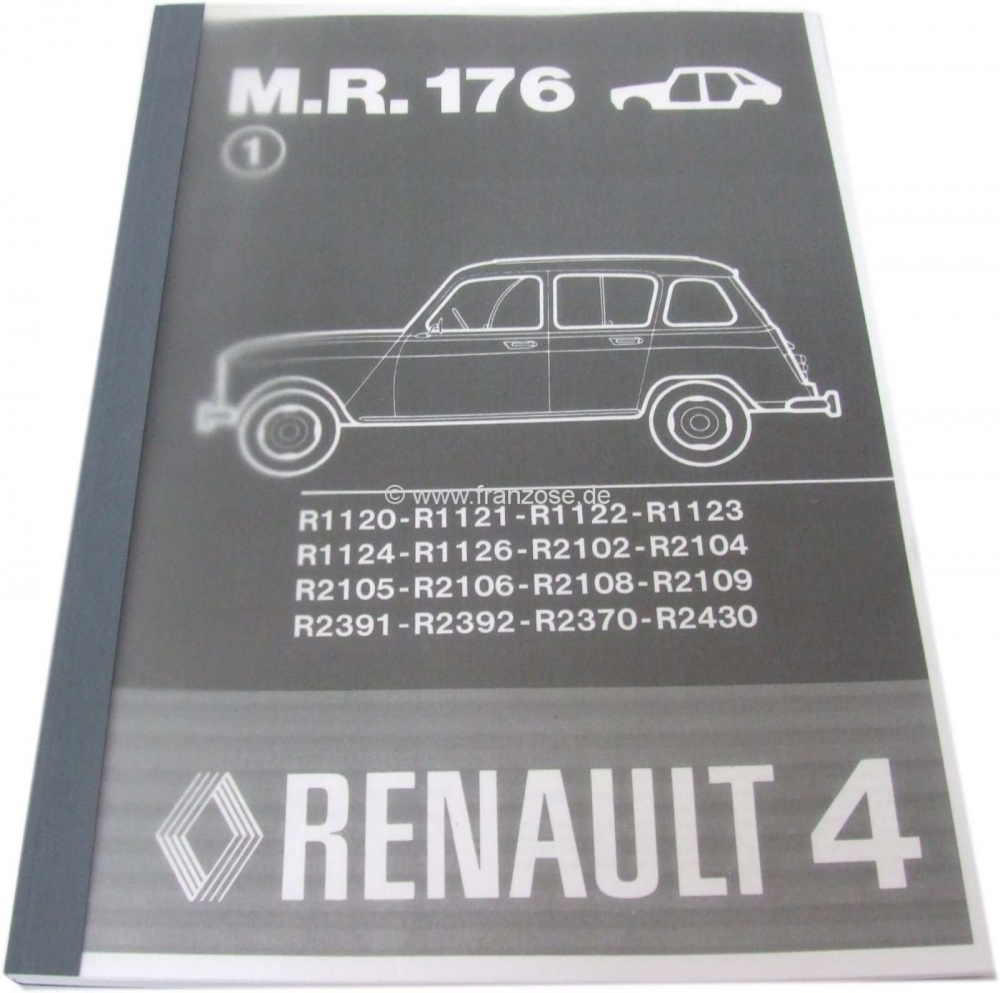 M.R. 176
1
© www.franzose.de
R1120-R1121-R1122-R1123
R1124-R1126-R2102-R2104
R2105-R2106-R2108-R2109
R2391-R2392-R2370-R2430
RENAULT 4